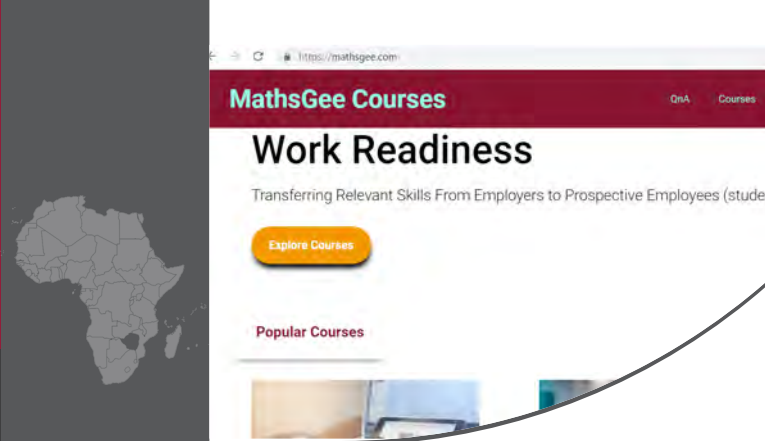 https://mathsgee.com
MathsGee Courses
QnA Courses
Work Readiness
Transferring Relevant Skills From Employers to Prospective Employees (stude
Explore Courses
Popular Courses